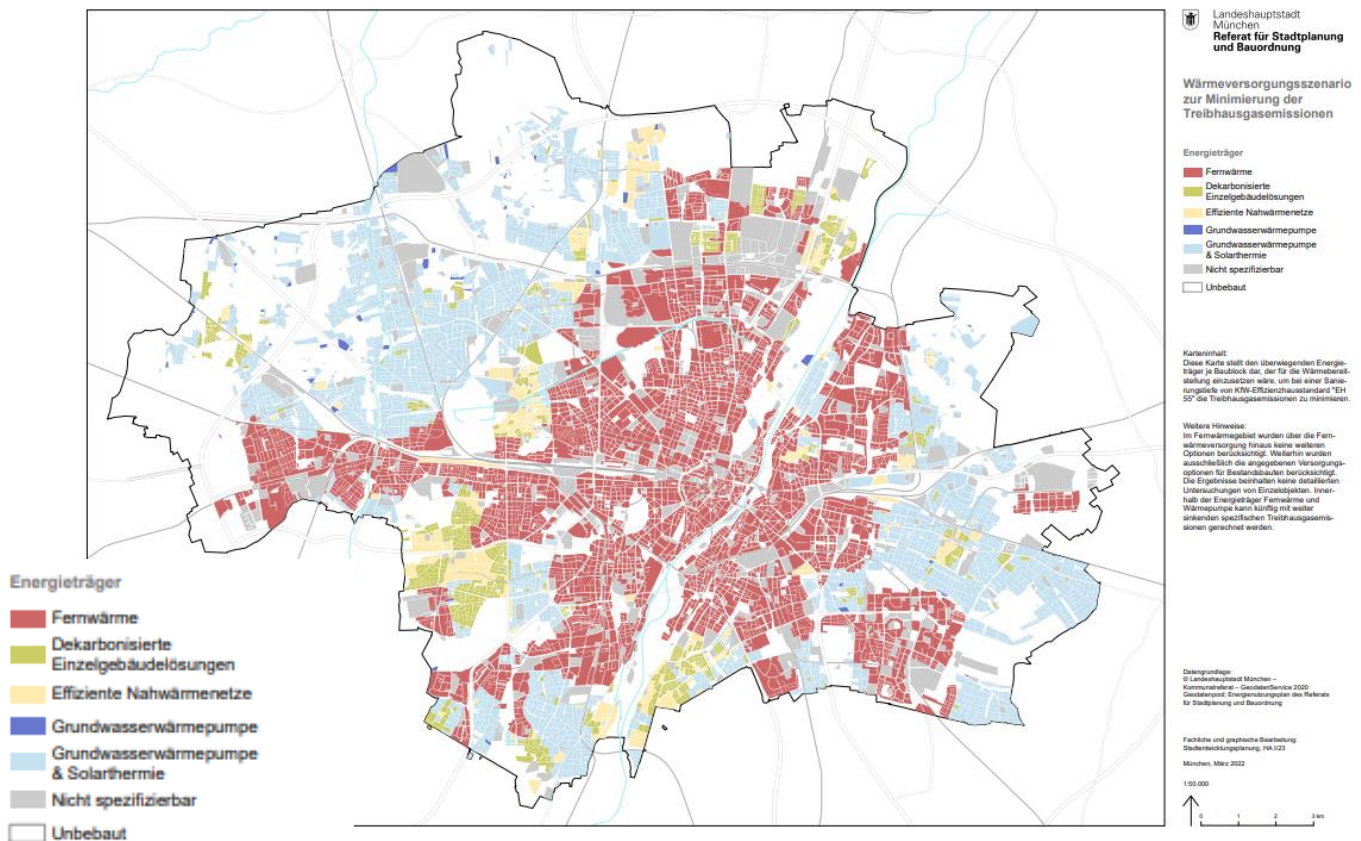 Landeshauptstadt
München
Referat für Stadtplanung
und Bauordnung
Wärmeversorgungsszenario
zur Minimierung der
Treibhausgasemissionen
Energieträger
Fernwärme
Dekarbonisierte
Einzelgebäudelösungen
Effiziente Nahwärmenetze
Grundwasserwärmepumpe
Grundwasserwärmepumpe
& Solarthermie
Nicht spezifizierbar
Unbebaut
Karteninhalt:
Diese Karte stellt den überwiegenden Energie-
träger je Baublock dar, der für die Wärmebereit-
stellung einzusetzen wäre, um bei einer Sanie-
rungstiefe von KfW-Effizienzhausstandard "EH
55" die Treibhausgasemissionen zu minimieren.
Weitere Hinweise:
Im Fernwärmegebiet wurden über die Fern-
wärmeversorgung hinaus keine weiteren
Optionen berücksichtigt. Weiterhin wurden
ausschließlich die angegebenen Versorgungs-
optionen für Bestandsbauten berücksichtigt.
Die Ergebnisse beinhalten keine detaillierten
Untersuchungen von Einzelobjekten. Inner-
halb der Energieträger Fernwärme und
Wärmepumpe kann künftig mit weiter
sinkenden spezifischen Treibhausgasemis-
sionen gerechnet werden.
Datengrundlage:
© Landeshauptstadt München –
Kommunalreferat – GeodatenService 2020
Geodatenpool; Energienutzungsplan des Referats
für Stadtplanung und Bauordnung
Fachliche und graphische Bearbeitung:
Stadtentwicklungsplanung, HA I/23
München, März 2022
1:50.000
0 1 2 3 km
Energieträger
Fernwärme
Dekarbonisierte
Einzelgebäudelösungen
Effiziente Nahwärmenetze
Grundwasserwärmepumpe
Grundwasserwärmepumpe
& Solarthermie
Nicht spezifizierbar
Unbebaut